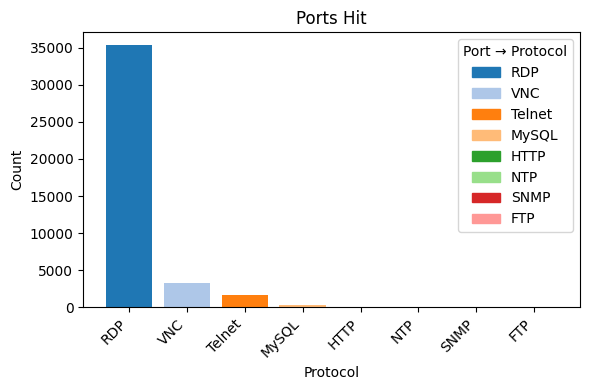 Ports Hit
Count
35000
30000
25000
20000
15000
10000
5000
0
Port → Protocol
RDP
VNC
Telnet
MySQL
HTTP
NTP
SNMP
FTP
RDP
VNC
Telnet
MySQL
HTTP
NTP
SNMP
FTP
Protocol